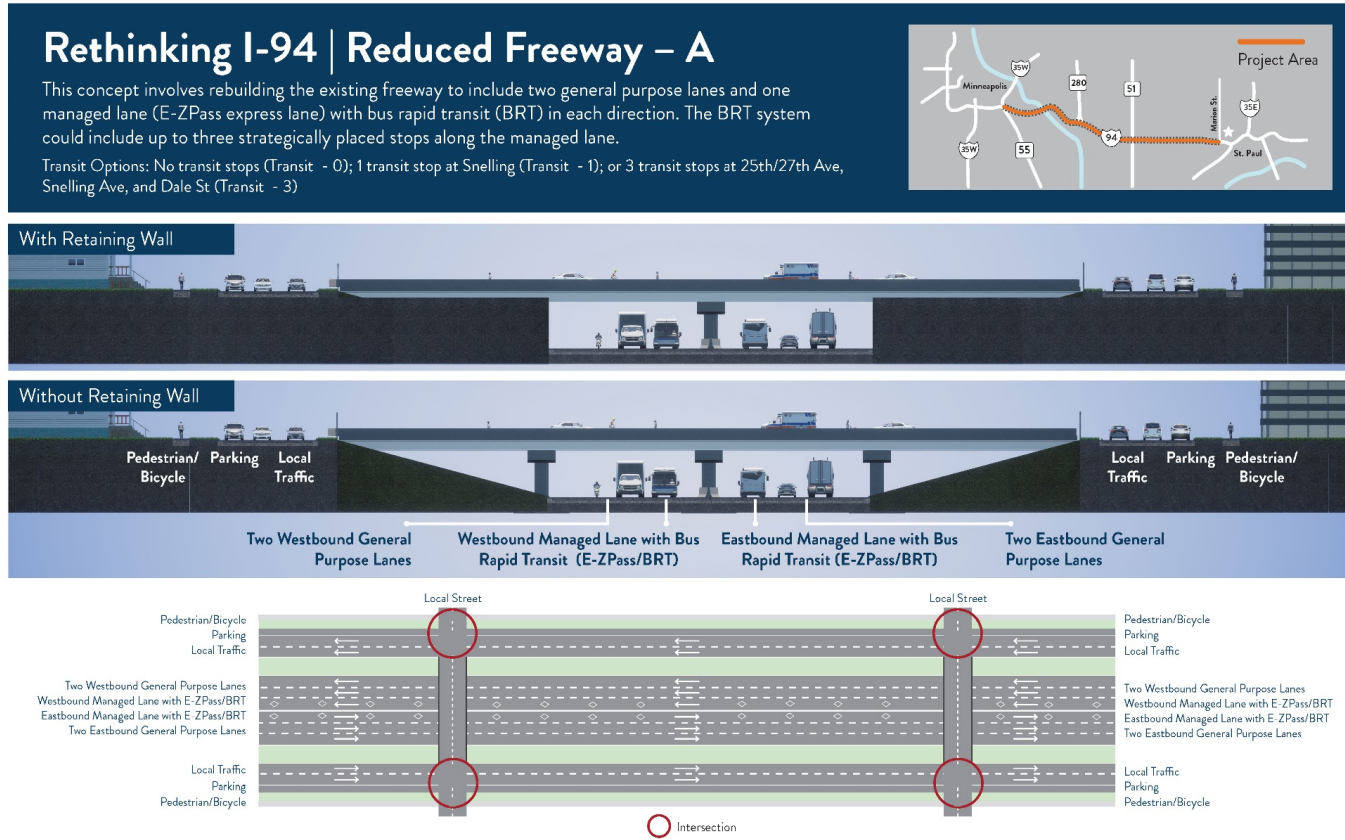 Rethinking I-94 | Reduced Freeway – A
This concept involves rebuilding the existing freeway to include two general purpose lanes and one
managed lane (E-ZPass express lane) with bus rapid transit (BRT) in each direction. The BRT system
could include up to three strategically placed stops along the managed lane.
Transit Options: No transit stops (Transit - 0); 1 transit stop at Snelling (Transit - 1); or 3 transit stops at 25th/27th Ave,
Snelling Ave, and Dale St (Transit - 3)
Project Area
Minneapolis
35W
280
51
Marion St.
35E
94
35W
55
St. Paul
With Retaining Wall
Without Retaining Wall
Pedestrian/
Bicycle
Parking
Local
Traffic
Local
Traffic
Parking
Pedestrian/
Bicycle
Two Westbound General
Purpose Lanes
Westbound Managed Lane with Bus
Rapid Transit (E-ZPass/BRT)
Eastbound Managed Lane with Bus
Rapid Transit (E-ZPass/BRT)
Two Eastbound General
Purpose Lanes
Local Street
Local Street
Pedestrian/Bicycle
Parking
Local Traffic
Two Westbound General Purpose Lanes
Westbound Managed Lane with E-ZPass/BRT
Eastbound Managed Lane with E-ZPass/BRT
Two Eastbound General Purpose Lanes
Local Traffic
Parking
Pedestrian/Bicycle
Pedestrian/Bicycle
Parking
Local Traffic
Two Westbound General Purpose Lanes
Westbound Managed Lane with E-ZPass/BRT
Eastbound Managed Lane with E-ZPass/BRT
Two Eastbound General Purpose Lanes
Local Traffic
Parking
Pedestrian/Bicycle
Intersection